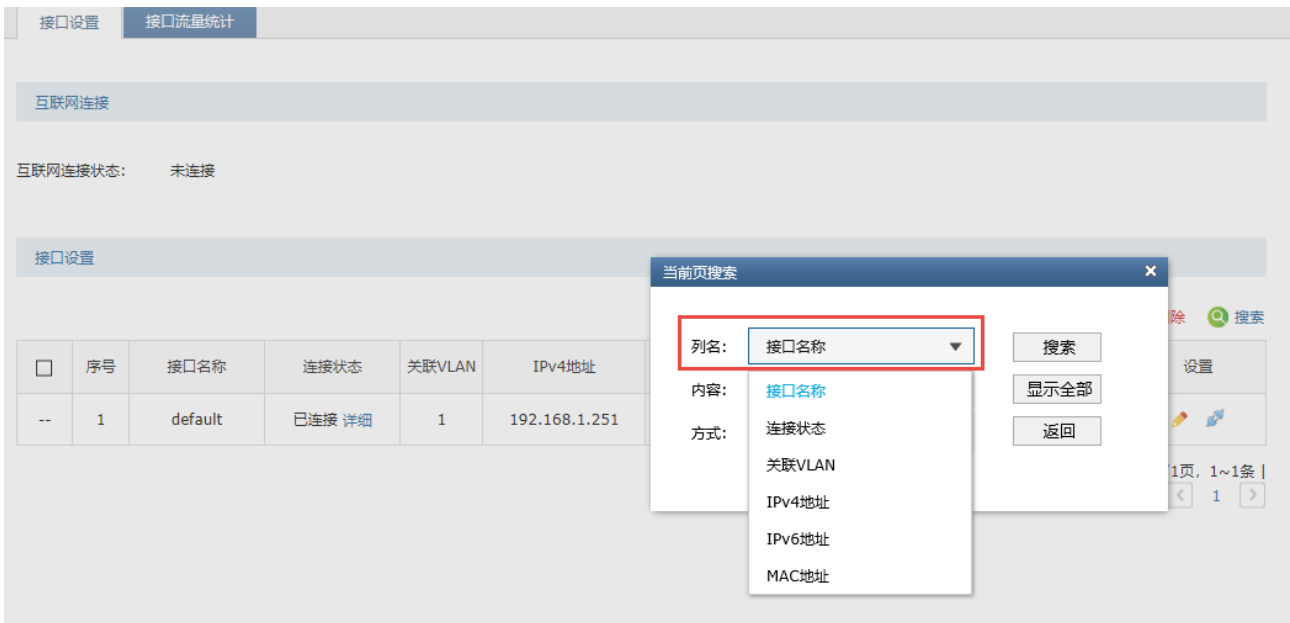 接口设置 接口流量统计
互联网连接
互联网连接状态: 未连接
接口设置
当前页搜索
除 搜索
列名: 接口名称 搜索
序号 接口名称 连接状态 关联VLAN IPv4地址 设置
内容: 接口名称 显示全部
-- 1 default 已连接 详细 1 192.168.1.251
方式: 连接状态 返回
关联VLAN
1页, 1~1条 |
IPv4地址
< 1 >
IPv6地址
MAC地址